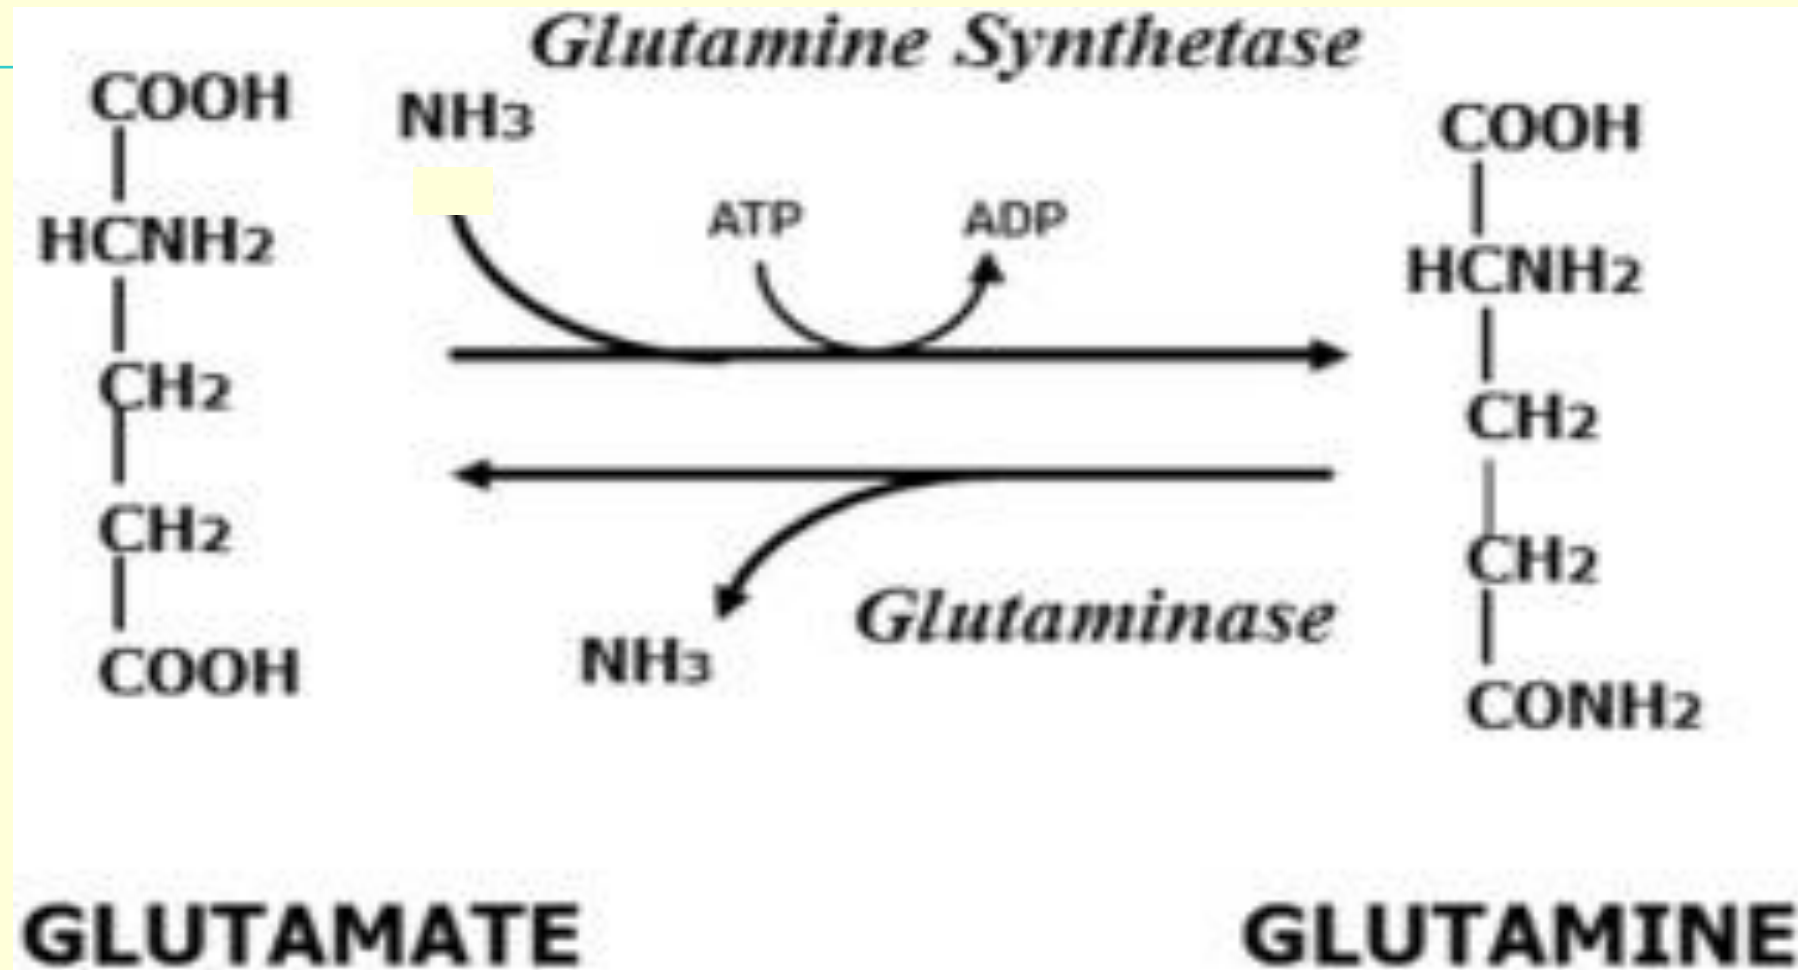 Glutamine Synthetase
COOH
NH3
COOH
HCNH2
ATP
ADP
HCNH2
CH2
CH2
CH2
CH2
Glutaminase
NH3
COOH
CONH2
GLUTAMATE
GLUTAMINE